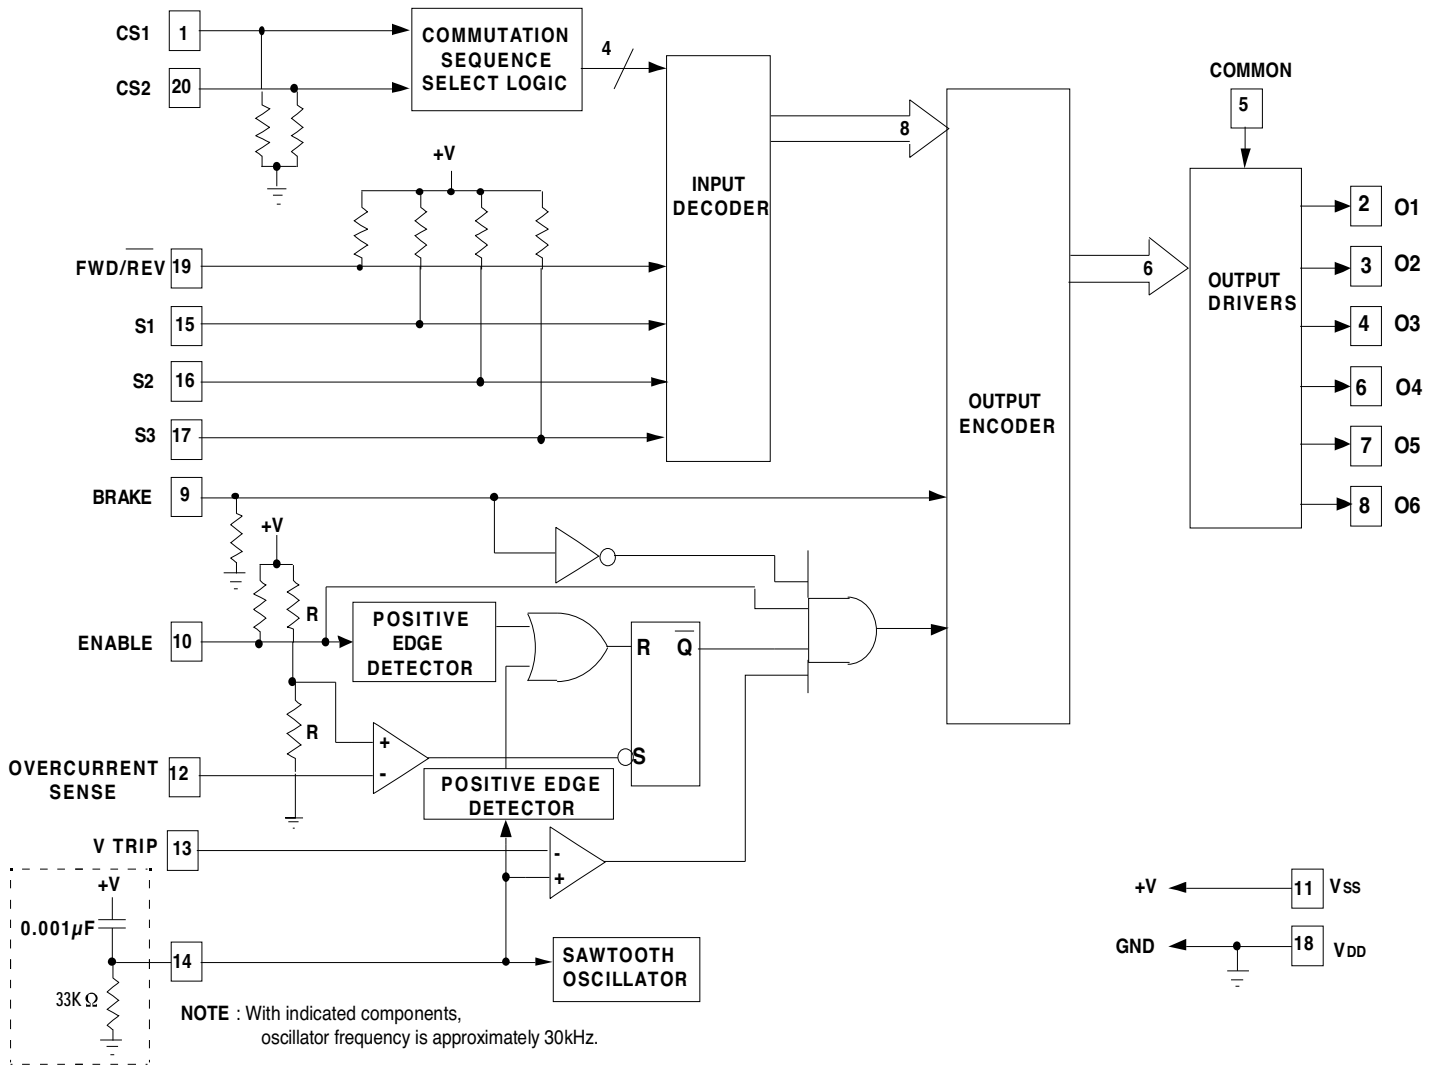 CS1
1
CS2
20
COMMUTATION
SEQUENCE
SELECT LOGIC
4
+V
FWD/R̅E̅V̅
19
S1
15
S2
16
S3
17
INPUT
DECODER
8
BRAKE
9
+V
R
ENABLE
10
POSITIVE
EDGE
DETECTOR
R
Q̅
S
R
+
-
OVERCURRENT
SENSE
12
POSITIVE EDGE
DETECTOR
V TRIP
13
-
+
+V
0.001µF
14
33K Ω
SAWTOOTH
OSCILLATOR
NOTE : With indicated components,
oscillator frequency is approximately 30kHz.
OUTPUT
ENCODER
6
COMMON
5
OUTPUT
DRIVERS
2 O1
3 O2
4 O3
6 O4
7 O5
8 O6
+V
11
VSS
GND
18
VDD